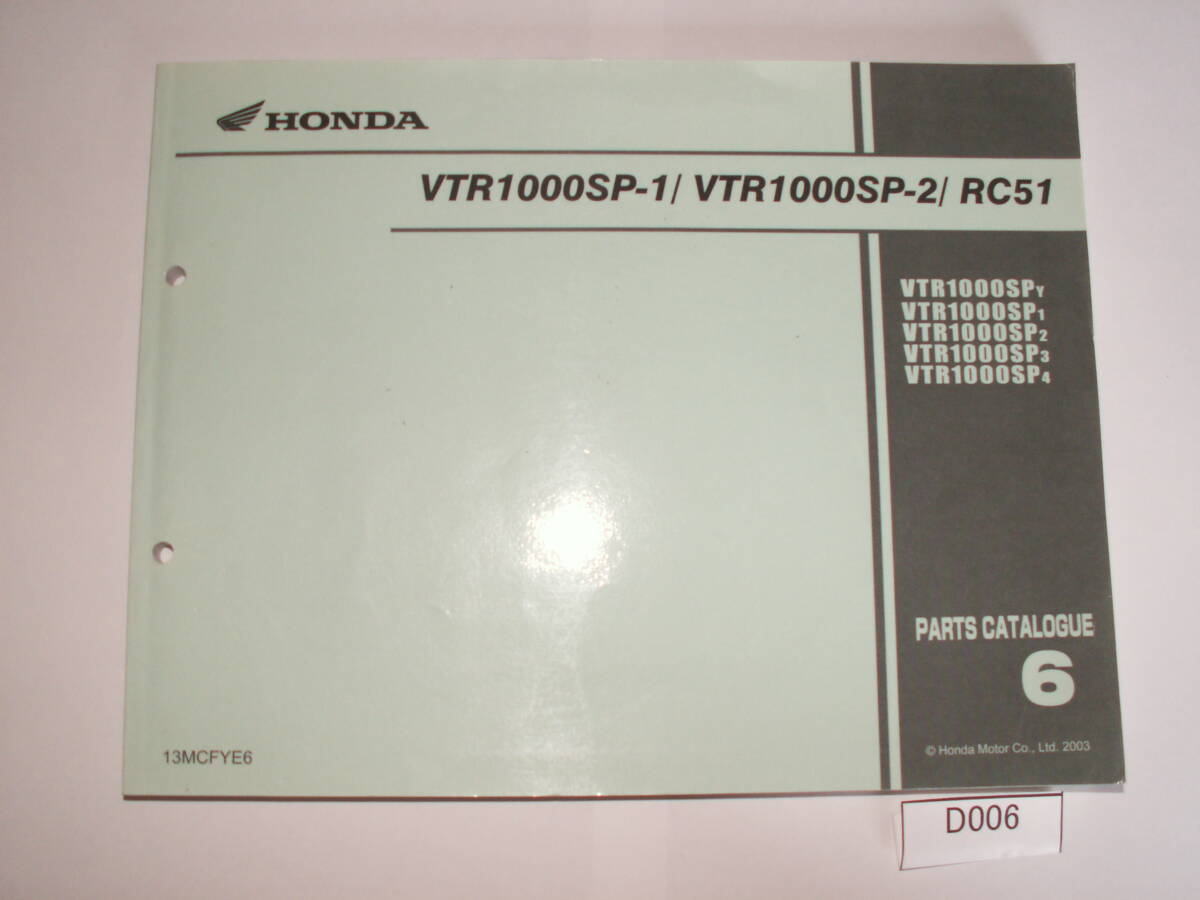 HONDA
VTR1000SP-1/ VTR1000SP-2/ RC51
VTR1000SPY
VTR1000SP1
VTR1000SP2
VTR1000SP3
VTR1000SP4
PARTS CATALOGUE
6
13MCFYE6
© Honda Motor Co., Ltd. 2003
D006